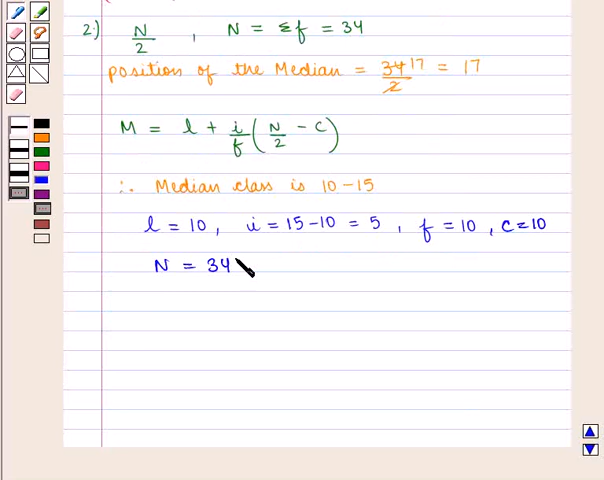 2.) N/2 , N = Σf = 34
position of the Median = 34/2 17 = 17
M = l + i/f ( N/2 - C )
∴ Median class is 10-15
l = 10, i = 15-10 = 5, f = 10, C=10
N = 34